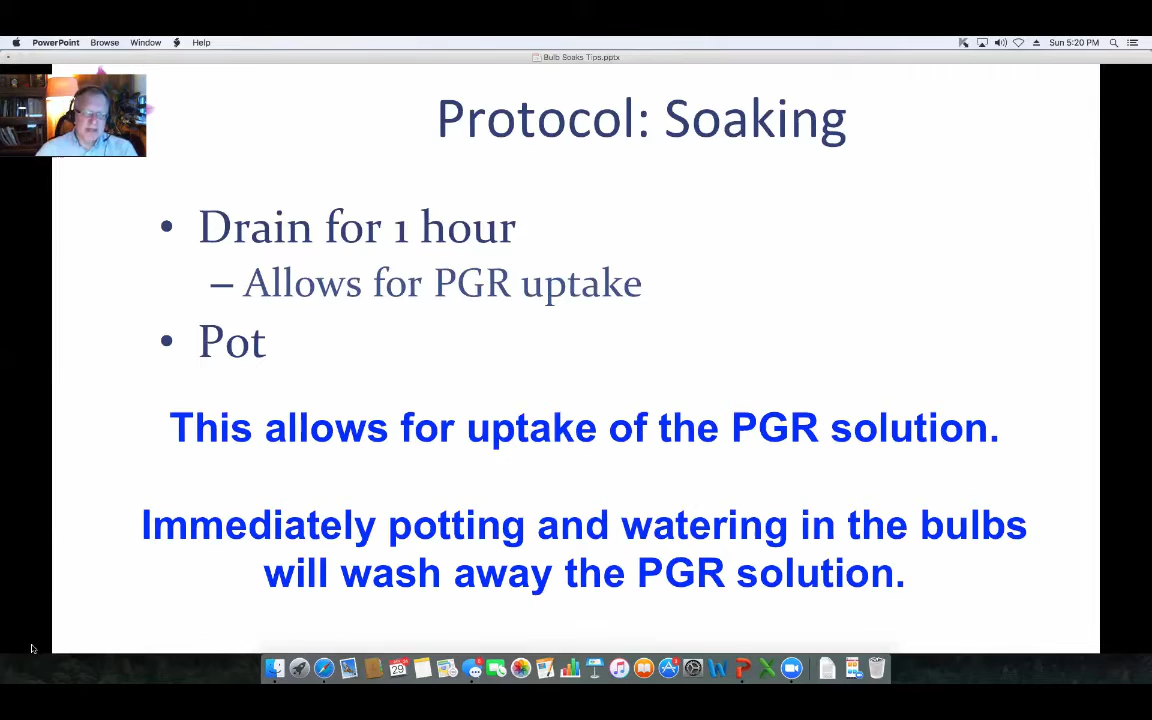 PowerPoint Browse Window Help Sun 5:20 PM
Bulb Soaks Tips.pptx
Protocol: Soaking
• Drain for 1 hour
– Allows for PGR uptake
• Pot
This allows for uptake of the PGR solution.
Immediately potting and watering in the bulbs
will wash away the PGR solution.
29